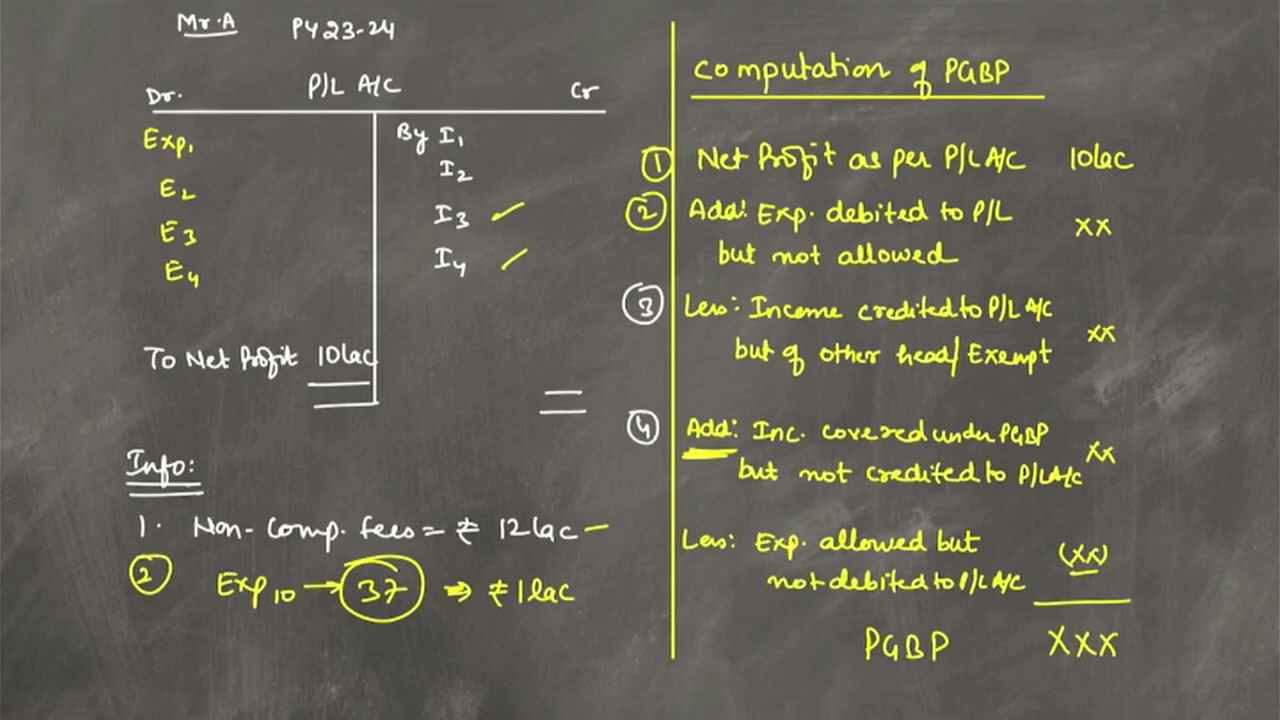 Mr. A PY 23-24
P/L A/C
Dr. Cr
Exp1 By I1
E2 I2
E3 I3
E4 I4
To Net Profit 10lac
Info:
1. Non-Comp. fees = ₹ 12lac
② Exp10 → 37 ⇒ ₹1lac
Computation of PGBP
① Net Profit as per P/L A/C 10lac
② Add: Exp. debited to P/L
but not allowed xx
③ Less: Income credited to P/L A/C
but of other head/Exempt xx
④ Add: Inc. covered under PGBP
but not credited to P/L A/c xx
Less: Exp. allowed but
not debited to P/L A/C (xx)
PGBP XXX